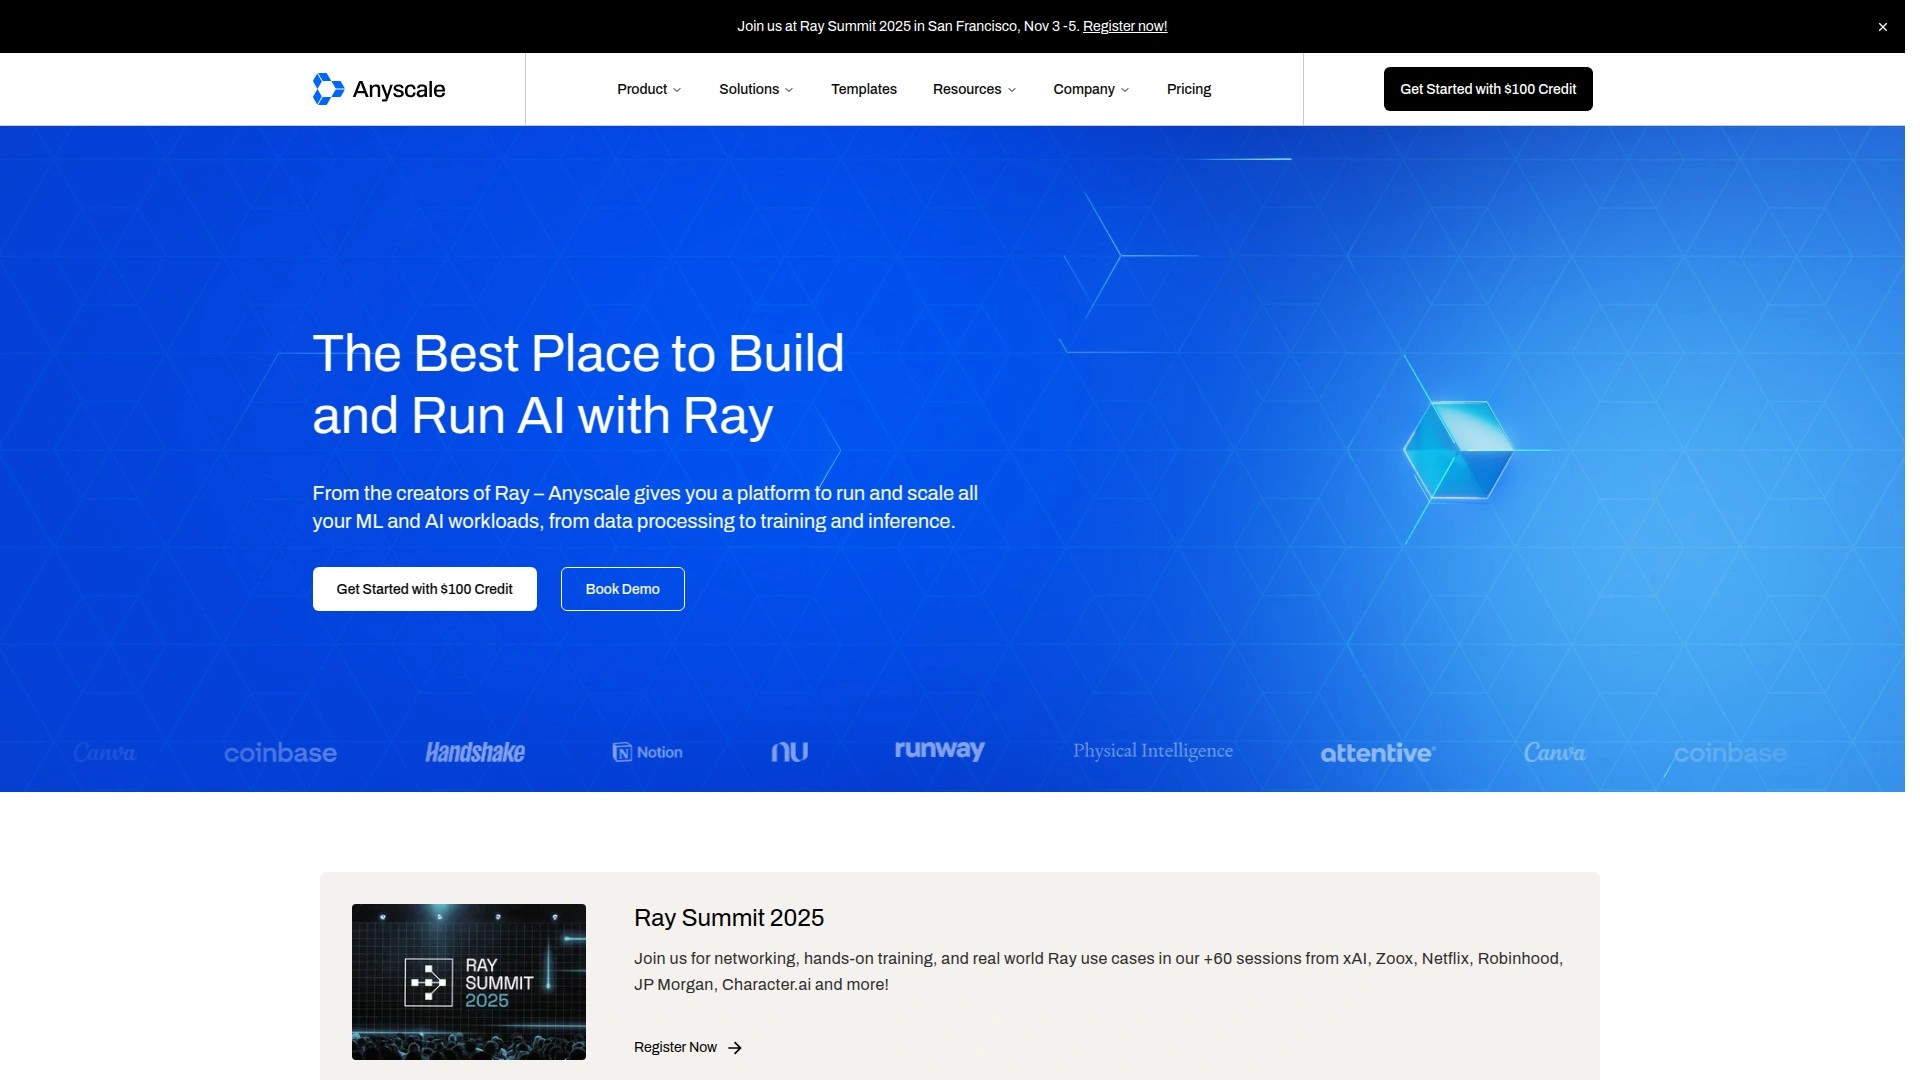 Join us at Ray Summit 2025 in San Francisco, Nov 3 -5. Register now!
Anyscale
Product
Solutions
Templates
Resources
Company
Pricing
Get Started with $100 Credit
The Best Place to Build
and Run AI with Ray
From the creators of Ray – Anyscale gives you a platform to run and scale all
your ML and AI workloads, from data processing to training and inference.
Get Started with $100 Credit
Book Demo
Canva
coinbase
Handshake
Notion
nu
runway
Physical Intelligence
attentive
Canva
coinbase
RAY
SUMMIT
2025
Ray Summit 2025
Join us for networking, hands-on training, and real world Ray use cases in our +60 sessions from xAI, Zoox, Netflix, Robinhood,
JP Morgan, Character.ai and more!
Register Now